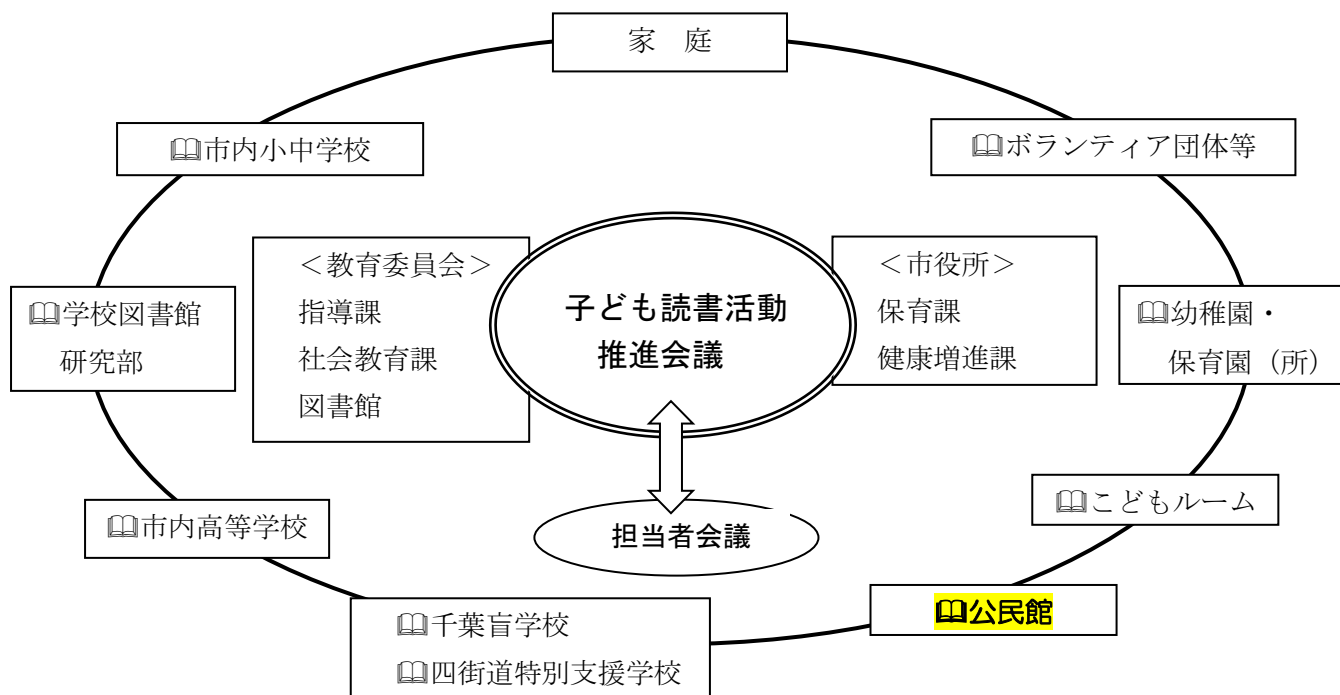 家　庭
🕮市内小中学校
🕮ボランティア団体等
＜教育委員会＞
指導課
社会教育課
図書館
子ども読書活動
推進会議
＜市役所＞
保育課
健康増進課
🕮学校図書館
研究部
🕮幼稚園・
保育園（所）
🕮市内高等学校
担当者会議
🕮こどもルーム
🕮公民館
🕮千葉盲学校
🕮四街道特別支援学校